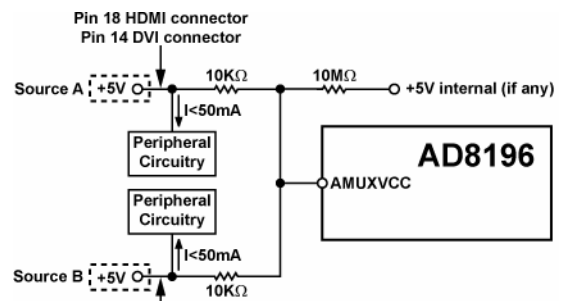 Pin 18 HDMI connector
Pin 14 DVI connector
Source A +5V
10KΩ
10MΩ
+5V internal (if any)
I<50mA
Peripheral
Circuitry
AD8196
AMUXVCC
Peripheral
Circuitry
I<50mA
Source B +5V
10KΩ